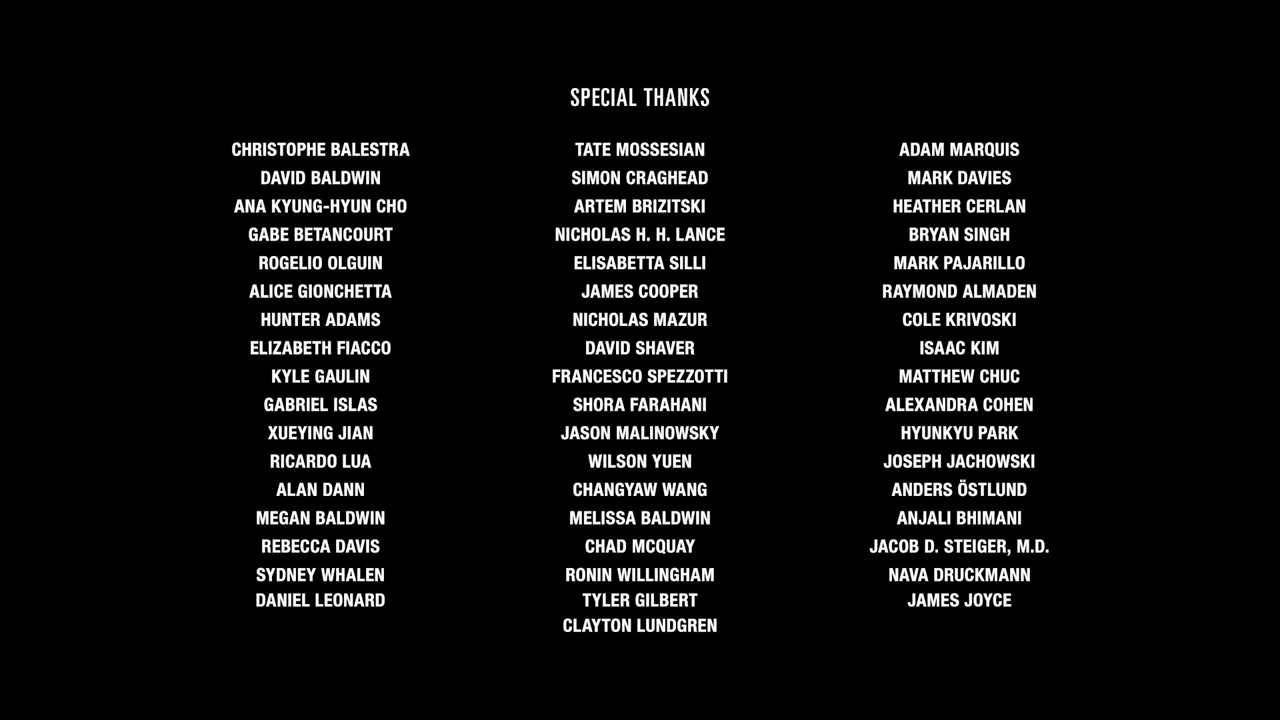 SPECIAL THANKS
CHRISTOPHE BALESTRA
DAVID BALDWIN
ANA KYUNG-HYUN CHO
GABE BETANCOURT
ROGELIO OLGUIN
ALICE GIONCHETTA
HUNTER ADAMS
ELIZABETH FIACCO
KYLE GAULIN
GABRIEL ISLAS
XUEYING JIAN
RICARDO LUA
ALAN DANN
MEGAN BALDWIN
REBECCA DAVIS
SYDNEY WHALEN
DANIEL LEONARD
TATE MOSSESIAN
SIMON CRAGHEAD
ARTEM BRIZITSKI
NICHOLAS H. H. LANCE
ELISABETTA SILLI
JAMES COOPER
NICHOLAS MAZUR
DAVID SHAVER
FRANCESCO SPEZZOTTI
SHORA FARAHANI
JASON MALINOWSKY
WILSON YUEN
CHANGYAW WANG
MELISSA BALDWIN
CHAD MCQUAY
RONIN WILLINGHAM
TYLER GILBERT
CLAYTON LUNDGREN
ADAM MARQUIS
MARK DAVIES
HEATHER CERLAN
BRYAN SINGH
MARK PAJARILLO
RAYMOND ALMADEN
COLE KRIVOSKI
ISAAC KIM
MATTHEW CHUC
ALEXANDRA COHEN
HYUNKYU PARK
JOSEPH JACHOWSKI
ANDERS ÖSTLUND
ANJALI BHIMANI
JACOB D. STEIGER, M.D.
NAVA DRUCKMANN
JAMES JOYCE